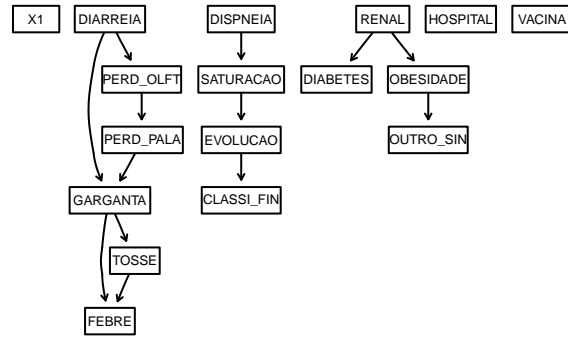 X1 DIARREIA DISPNEIA RENAL HOSPITAL VACINA
PERD_OLFT SATURACAO DIABETES OBESIDADE
PERD_PALA EVOLUCAO OUTRO_SIN
GARGANTA CLASSI_FIN
TOSSE
FEBRE